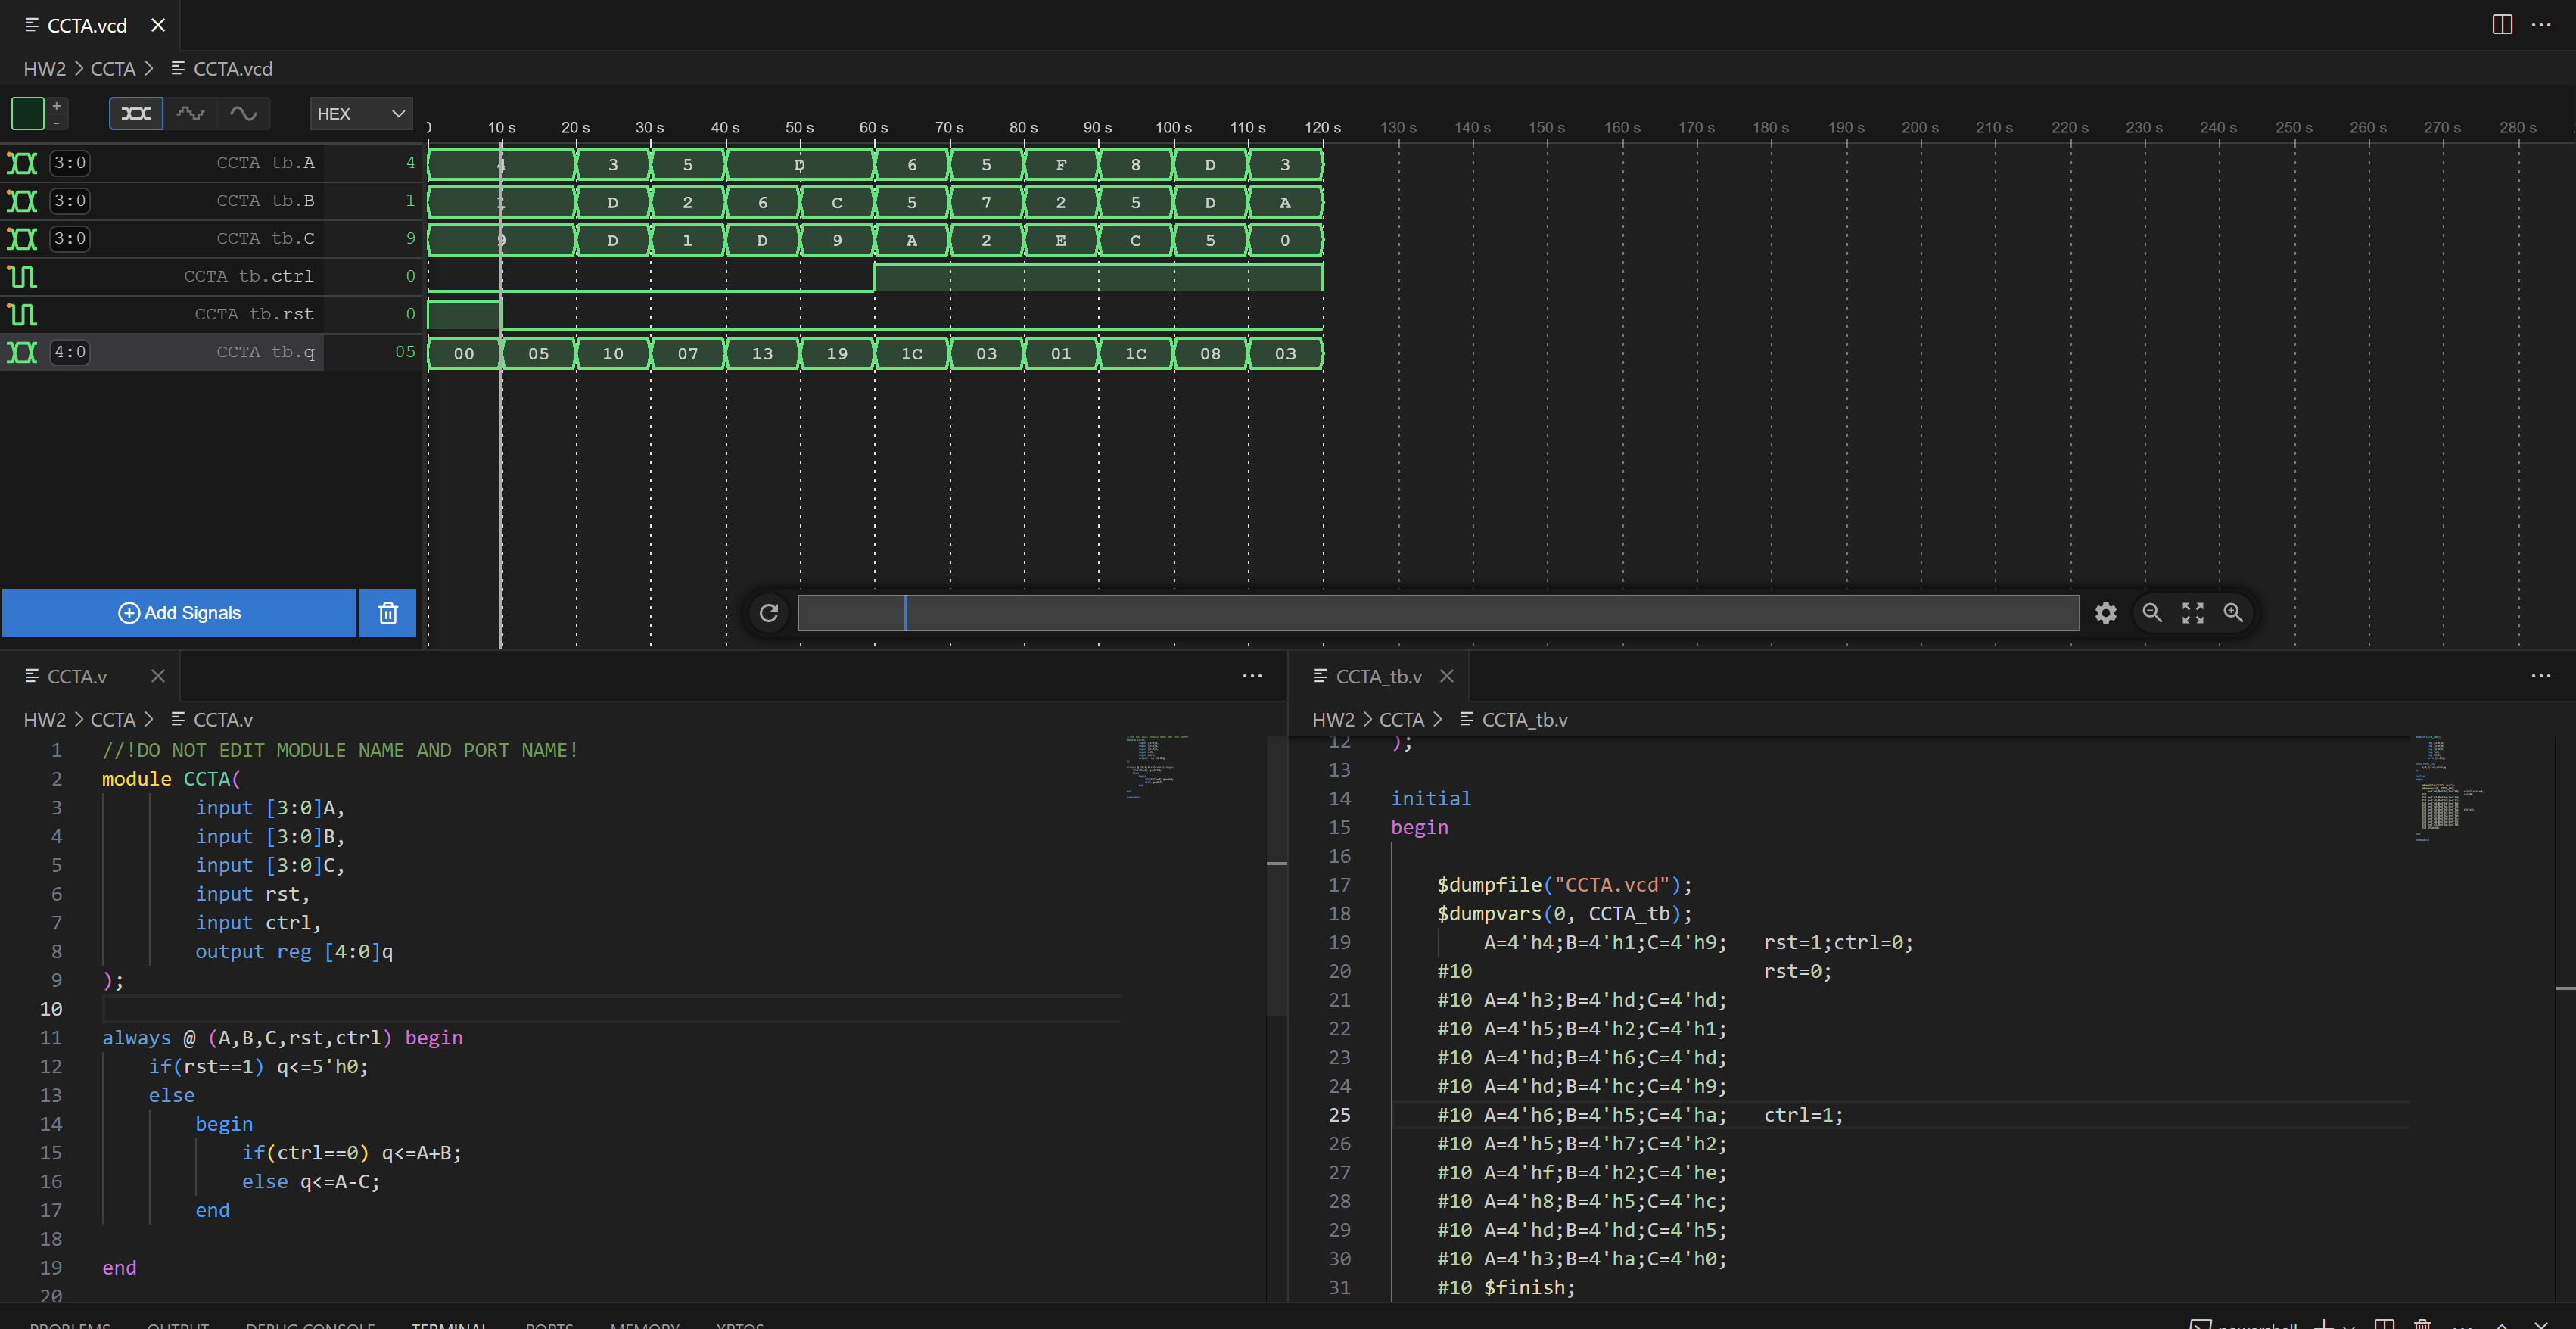 CCTA.vcd
HW2 > CCTA > CCTA.vcd
+
-
HEX
0 10 s 20 s 30 s 40 s 50 s 60 s 70 s 80 s 90 s 100 s 110 s 120 s 130 s 140 s 150 s 160 s 170 s 180 s 190 s 200 s 210 s 220 s 230 s 240 s 250 s 260 s 270 s 280 s
3:0 CCTA tb.A 4 4 3 5 D 6 5 F 8 D 3
3:0 CCTA tb.B 1 1 D 2 6 C 5 7 2 5 D A
3:0 CCTA tb.C 9 9 D 1 D 9 A 2 E C 5 0
CCTA tb.ctrl 0
CCTA tb.rst 0
4:0 CCTA tb.q 05 00 05 10 07 13 19 1C 03 01 1C 08 03
Add Signals
CCTA.v
HW2 > CCTA > CCTA.v
1 //!DO NOT EDIT MODULE NAME AND PORT NAME!
2 module CCTA(
3 input [3:0]A,
4 input [3:0]B,
5 input [3:0]C,
6 input rst,
7 input ctrl,
8 output reg [4:0]q
9 );
10
11 always @ (A,B,C,rst,ctrl) begin
12 if(rst==1) q<=5'h0;
13 else
14 begin
15 if(ctrl==0) q<=A+B;
16 else q<=A-C;
17 end
18
19 end
20
CCTA_tb.v
HW2 > CCTA > CCTA_tb.v
12 );
13
14 initial
15 begin
16
17 $dumpfile("CCTA.vcd");
18 $dumpvars(0, CCTA_tb);
19 A=4'h4;B=4'h1;C=4'h9; rst=1;ctrl=0;
20 #10 rst=0;
21 #10 A=4'h3;B=4'hd;C=4'hd;
22 #10 A=4'h5;B=4'h2;C=4'h1;
23 #10 A=4'hd;B=4'h6;C=4'hd;
24 #10 A=4'hd;B=4'hc;C=4'h9;
25 #10 A=4'h6;B=4'h5;C=4'ha; ctrl=1;
26 #10 A=4'h5;B=4'h7;C=4'h2;
27 #10 A=4'hf;B=4'h2;C=4'he;
28 #10 A=4'h8;B=4'h5;C=4'hc;
29 #10 A=4'hd;B=4'hd;C=4'h5;
30 #10 A=4'h3;B=4'ha;C=4'h0;
31 #10 $finish;
PROBLEMS OUTPUT DEBUG CONSOLE TERMINAL PORTS MEMORY XRTOS powershell